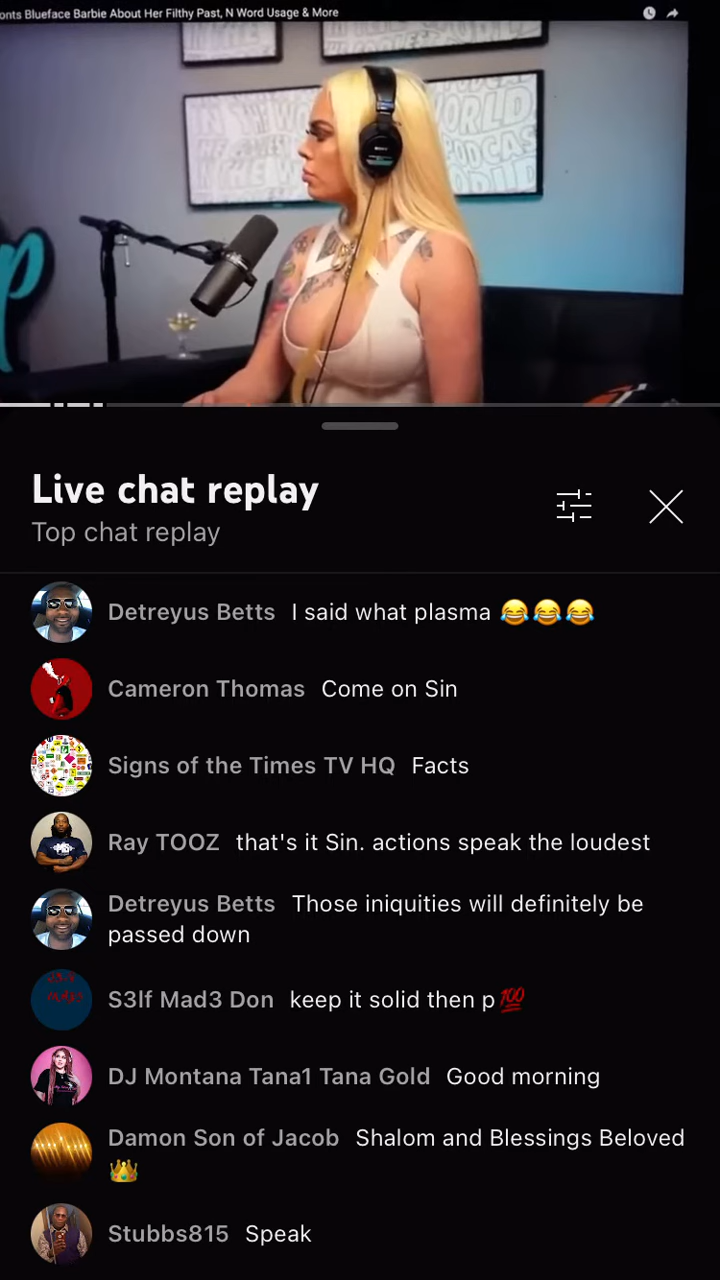 onts Blueface Barbie About Her Filthy Past, N Word Usage & More
WORLD
PODCAS
SONY
p
Live chat replay
Top chat replay
Detreyus Betts I said what plasma 😂😂😂
Cameron Thomas Come on Sin
Signs of the Times TV HQ Facts
Ray TOOZ that's it Sin. actions speak the loudest
Detreyus Betts Those iniquities will definitely be
passed down
S3lf Mad3 Don keep it solid then p💯
DJ Montana Tana1 Tana Gold Good morning
Damon Son of Jacob Shalom and Blessings Beloved
👑
Stubbs815 Speak